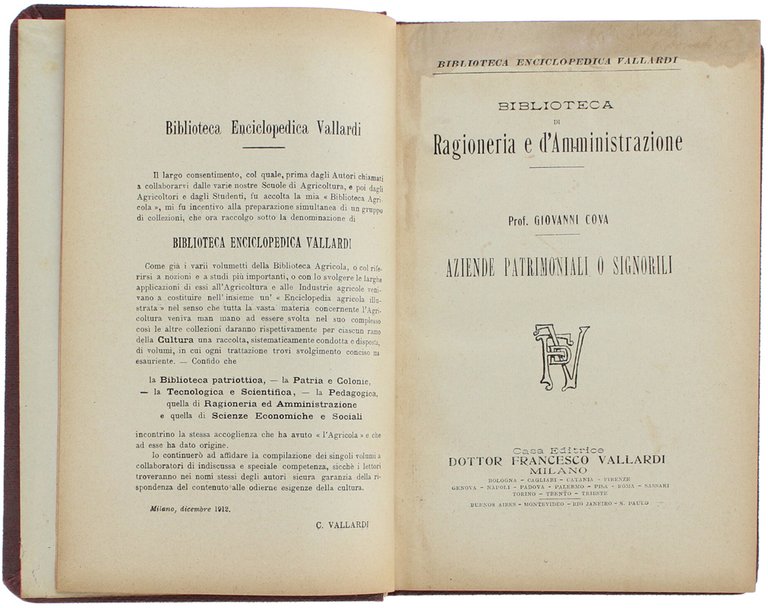 Biblioteca Enciclopedica Vallardi
Il largo consentimento, col quale, prima dagli Autori chiamati
a collaborarvi dalle varie nostre Scuole di Agricoltura, e poi dagli
Agricoltori e dagli Studenti, fu accolta la mia « Biblioteca Agri-
cola », mi fu incentivo alla preparazione simultanea di un gruppo
di collezioni, che ora raccolgo sotto la denominazione di
BIBLIOTECA ENCICLOPEDICA VALLARDI
Come già i varii volumetti della Biblioteca Agricola, o col rife-
rirsi a nozioni e a studi più importanti, o con lo svolgere le larghe
applicazioni di essi all'Agricoltura e alle Industrie agricole veni-
vano a costituire nell'insieme un' « Enciclopedia agricola illu-
strata » nel senso che tutta la vasta materia concernente l'Agri-
coltura veniva man mano ad essere svolta nel suo complesso
così le altre collezioni daranno rispettivamente per ciascun ramo
della Cultura una raccolta, sistematicamente condotta e disposta,
di volumi, in cui ogni trattazione trovi svolgimento conciso ma
esauriente. — Confido che
la Biblioteca patriottica, — la Patria e Colonie,
— la Tecnologica e Scientifica, — la Pedagogica,
quella di Ragioneria ed Amministrazione
e quella di Scienze Economiche e Sociali
incontrino la stessa accoglienza che ha avuto « l'Agricola » e che
ad esse ha dato origine.
Io continuerò ad affidare la compilazione dei singoli volumi a
collaboratori di indiscussa e speciale competenza, sicchè i lettori
troveranno nei nomi stessi degli autori sicura garanzia della ri-
spondenza del contenuto alle odierne esigenze della cultura.
Milano, dicembre 1912.
C. VALLARDI
BIBLIOTECA ENCICLOPEDICA VALLARDI
BIBLIOTECA
DI
Ragioneria e d'Amministrazione
Prof. GIOVANNI COVA
AZIENDE PATRIMONIALI O SIGNORILI
Casa Editrice
DOTTOR FRANCESCO VALLARDI
MILANO
BOLOGNA - CAGLIARI - CATANIA - FIRENZE
GENOVA - NAPOLI - PADOVA - PALERMO - PISA - ROMA - SASSARI
TORINO - TRENTO - TRIESTE
BUENOS AIRES - MONTEVIDEO - RIO JANEIRO - S. PAULO